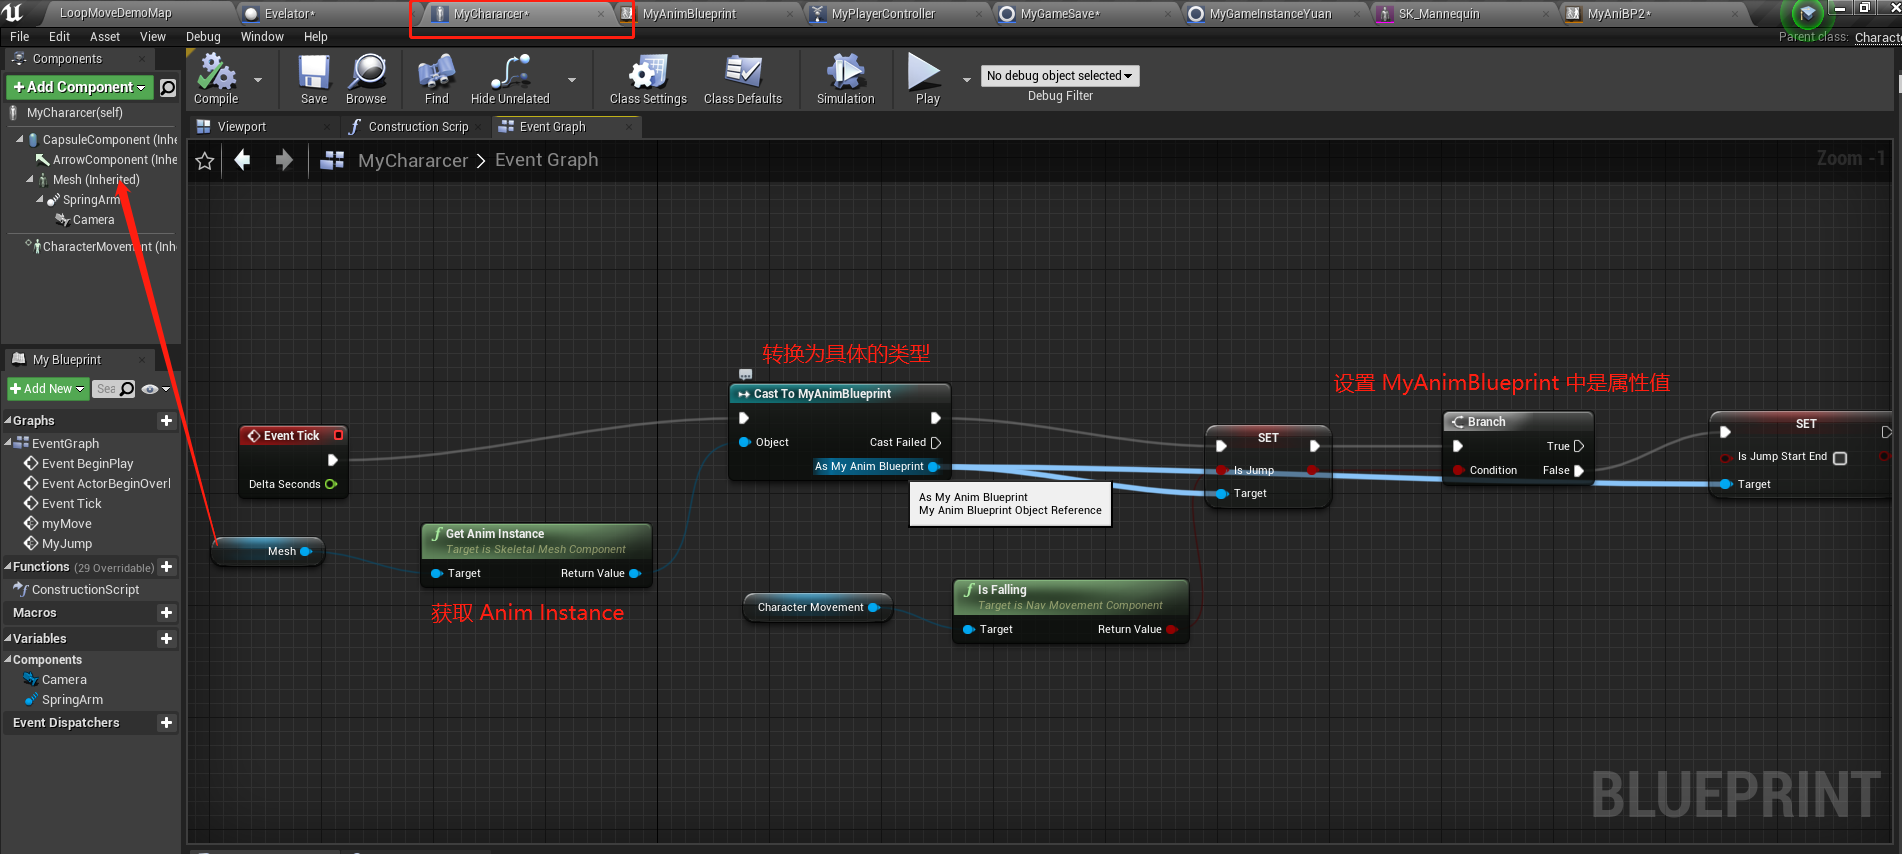 LoopMoveDemoMap
Evelator*
MyChararcer*
MyAnimBlueprint
MyPlayerController
MyGameSave*
MyGameInstanceYuan
SK_Mannequin
MyAniBP2*
File Edit Asset View Debug Window Help
Parent class: Characte
Components
+Add Component
Compile
Save
Browse
Find
Hide Unrelated
Class Settings
Class Defaults
Simulation
Play
No debug object selected
Debug Filter
MyChararcer(self)
CapsuleComponent (Inhe
ArrowComponent (Inhe
Mesh (Inherited)
SpringArm
Camera
CharacterMovement (Inh
Viewport
Construction Scrip
Event Graph
MyChararcer > Event Graph
Zoom -1
My Blueprint
+Add New
Sea
Graphs
EventGraph
Event BeginPlay
Event ActorBeginOverl
Event Tick
myMove
MyJump
Functions (29 Overridable)
ConstructionScript
Macros
Variables
Components
Camera
SpringArm
Event Dispatchers
转换为具体的类型
设置 MyAnimBlueprint 中是属性值
Event Tick
Delta Seconds
Mesh
Get Anim Instance
Target is Skeletal Mesh Component
Target
Return Value
获取 Anim Instance
Cast To MyAnimBlueprint
Object
Cast Failed
As My Anim Blueprint
As My Anim Blueprint
My Anim Blueprint Object Reference
Character Movement
Is Falling
Target is Nav Movement Component
Target
Return Value
SET
Is Jump
Target
Branch
True
Condition
False
SET
Is Jump Start End
Target
BLUEPRINT